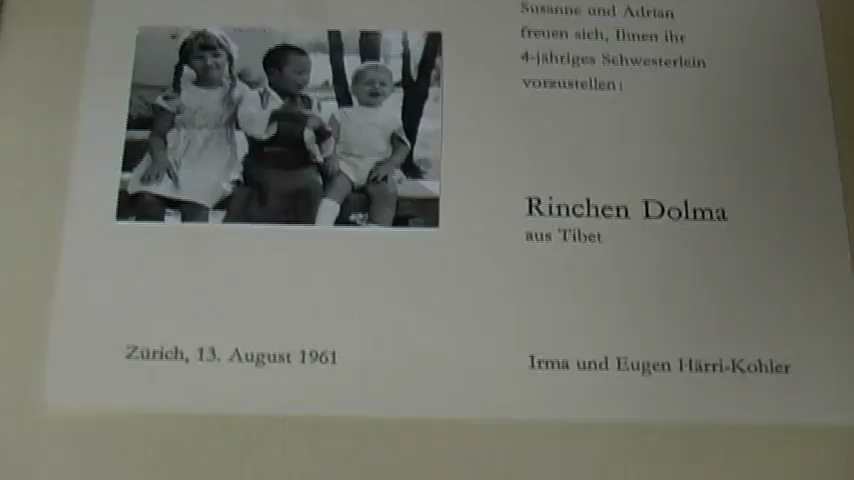 Susanne und Adrian
freuen sich, Ihnen ihr
4-jähriges Schwesterlein
vorzustellen:
Rinchen Dolma
aus Tibet
Zürich, 13. August 1961
Irma und Eugen Härri-Kohler